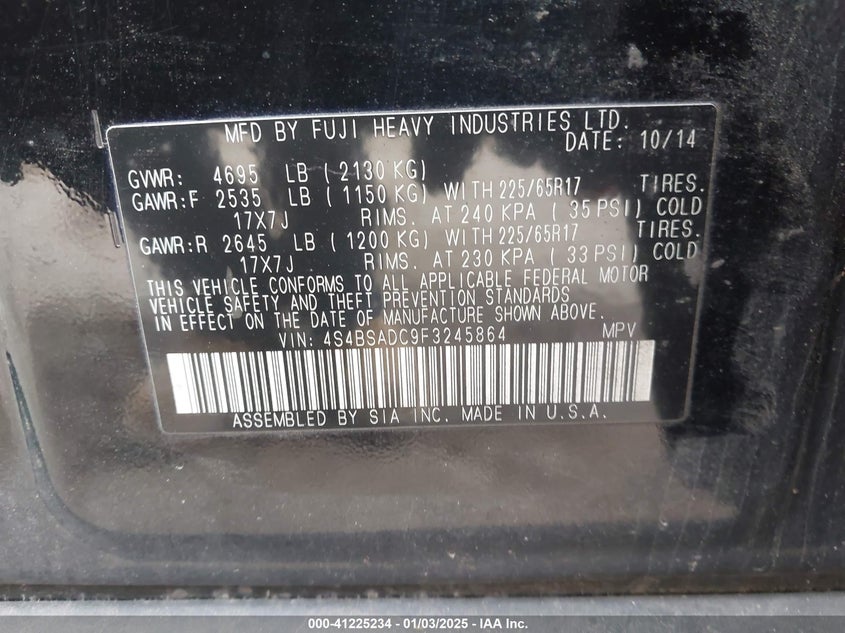 MFD BY FUJI HEAVY INDUSTRIES LTD.
DATE: 10/14
GVWR: 4695 LB ( 2130 KG)
GAWR:F 2535 LB ( 1150 KG) WITH 225/65R17 TIRES.
17X7J RIMS. AT 240 KPA ( 35 PSI) COLD
GAWR:R 2645 LB ( 1200 KG) WITH 225/65R17 TIRES.
17X7J RIMS. AT 230 KPA ( 33 PSI) COLD
THIS VEHICLE CONFORMS TO ALL APPLICABLE FEDERAL MOTOR
VEHICLE SAFETY AND THEFT PREVENTION STANDARDS
IN EFFECT ON THE DATE OF MANUFACTURE SHOWN ABOVE.
VIN: 4S4BSADC9F3245864 MPV
ASSEMBLED BY SIA INC. MADE IN U.S.A.
000-41225234 - 01/03/2025 - IAA Inc.